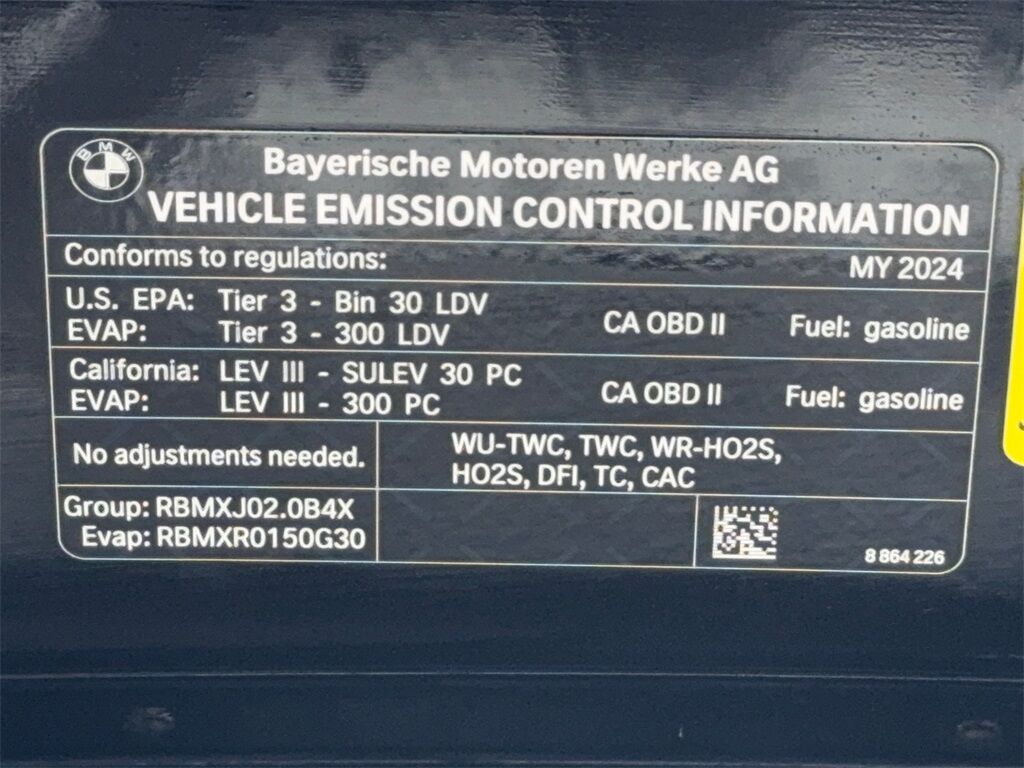 BMW
Bayerische Motoren Werke AG
VEHICLE EMISSION CONTROL INFORMATION
Conforms to regulations: MY 2024
U.S. EPA: Tier 3 - Bin 30 LDV
EVAP: Tier 3 - 300 LDV
CA OBD II Fuel: gasoline
California: LEV III - SULEV 30 PC
EVAP: LEV III - 300 PC
CA OBD II Fuel: gasoline
No adjustments needed.
WU-TWC, TWC, WR-HO2S,
HO2S, DFI, TC, CAC
Group: RBMXJ02.0B4X
Evap: RBMXR0150G30
8 864 226